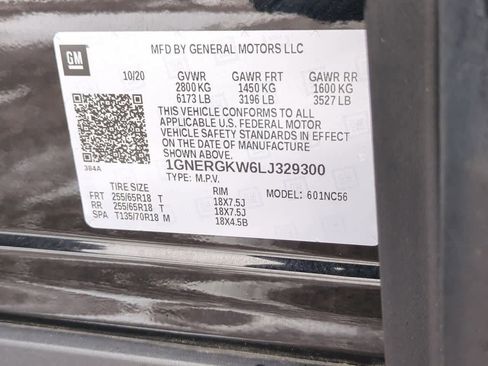 GM
MFD BY GENERAL MOTORS LLC
10/20 GVWR GAWR FRT GAWR RR
2800 KG 1450 KG 1600 KG
6173 LB 3196 LB 3527 LB
THIS VEHICLE CONFORMS TO ALL
APPLICABLE U.S. FEDERAL MOTOR
VEHICLE SAFETY STANDARDS IN EFFECT
ON THE DATE OF MANUFACTURE
SHOWN ABOVE.
384A
1GNERGKW6LJ329300
TYPE: M.P.V.
TIRE SIZE RIM MODEL: 601NC56
FRT 255/65R18 T 18X7.5J
RR 255/65R18 T 18X7.5J
SPA T135/70R18 M 18X4.5B